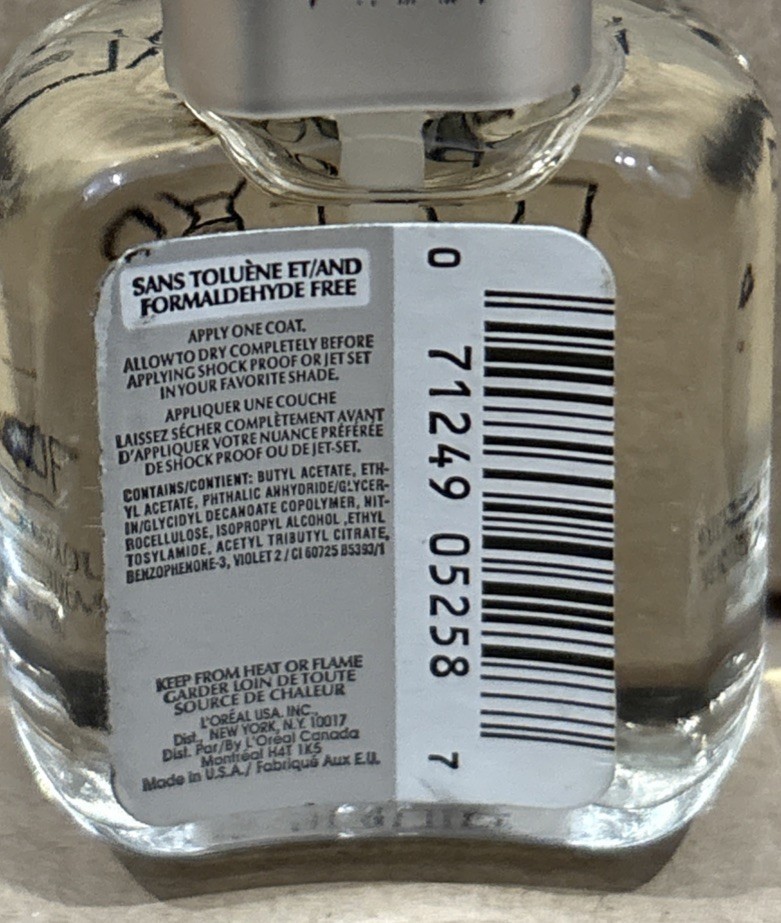 SANS TOLUÈNE ET/AND
FORMALDEHYDE FREE
APPLY ONE COAT.
ALLOW TO DRY COMPLETELY BEFORE
APPLYING SHOCK PROOF OR JET SET
IN YOUR FAVORITE SHADE.
APPLIQUER UNE COUCHE
LAISSEZ SÉCHER COMPLÈTEMENT AVANT
D'APPLIQUER VOTRE NUANCE PRÉFÉRÉE
DE SHOCK PROOF OU DE JET-SET.
CONTAINS/CONTIENT: BUTYL ACETATE, ETH-
YL ACETATE, PHTHALIC ANHYDRIDE/GLYCER-
IN/GLYCIDYL DECANOATE COPOLYMER, NIT-
ROCELLULOSE, ISOPROPYL ALCOHOL ,ETHYL
TOSYLAMIDE, ACETYL TRIBUTYL CITRATE,
BENZOPHENONE-3, VIOLET 2 / CI 60725 B5393/1
KEEP FROM HEAT OR FLAME
GARDER LOIN DE TOUTE
SOURCE DE CHALEUR
L'ORÉAL USA, INC.,
Dist., NEW YORK, N.Y. 10017
Dist. Par/By L'Oréal Canada
Montréal H4T 1K5
Made in U.S.A./ Fabriqué Aux E.U.
0 71249 05258 7